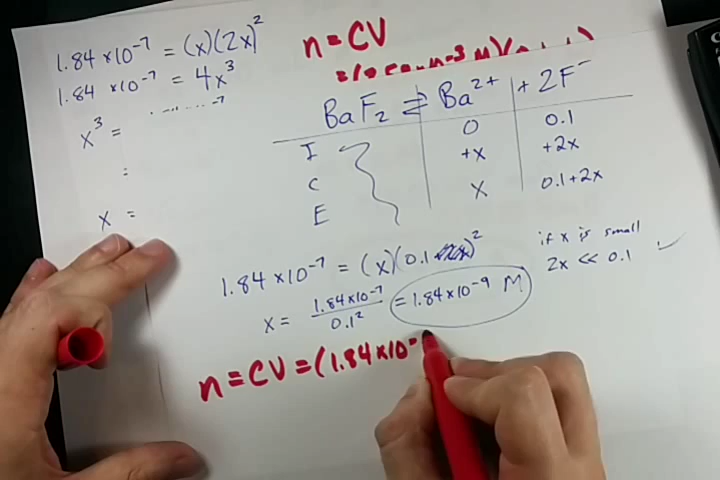 1.84×10⁻⁷ = (x)(2x)²
1.84×10⁻⁷ = 4x³
x³ =
=
x =
n=CV
BaF₂ ⇌ Ba²⁺ + 2F⁻
I 0 0.1
C +x +2x
E x 0.1+2x
1.84×10⁻⁷ = (x)(0.1)²
if x is small
2x << 0.1 ✓
x = 1.84×10⁻⁷ / 0.1² = 1.84×10⁻⁹ M
n=CV=(1.84×10⁻